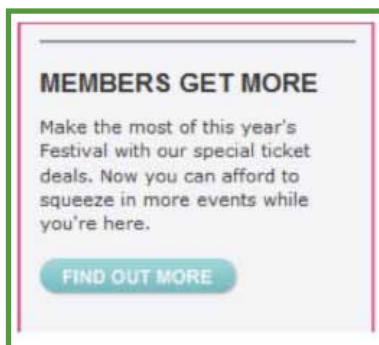 MEMBERS GET MORE
Make the most of this year's
Festival with our special ticket
deals. Now you can afford to
squeeze in more events while
you're here.
FIND OUT MORE